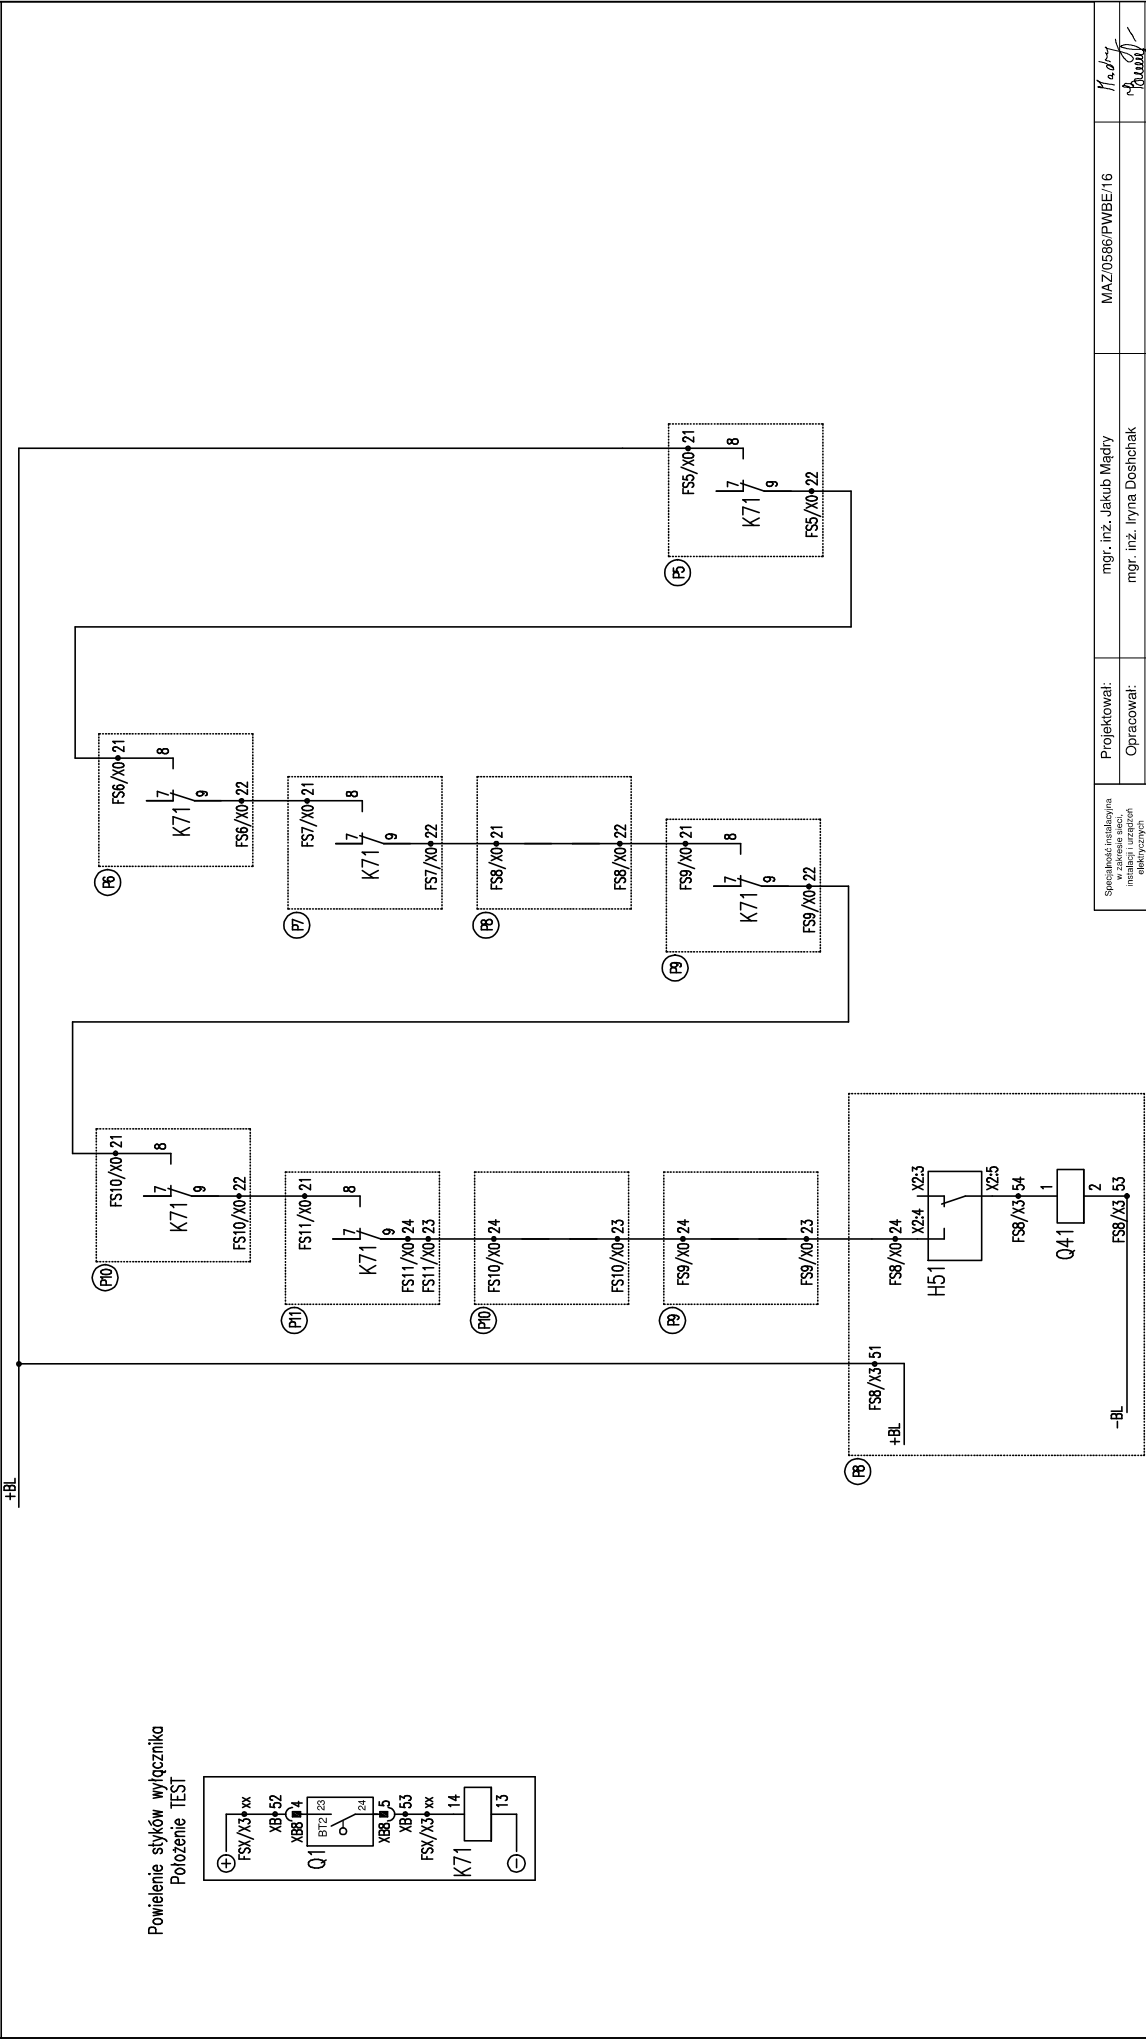 +BL
Powielenie styków wyłącznika
Położenie TEST
FSX/X3 xx
XB 52
XB8 4
Q1
BT2
23
24
XB8 5
XB 53
FSX/X3 xx
K71
14
13
P10
FS10/X0 21
8
7
K71
9
FS10/X0 22
P11
FS11/X0 21
8
7
K71
9
FS11/X0 24
FS11/X0 23
P10
FS10/X0 24
FS10/X0 23
P9
FS9/X0 24
FS9/X0 23
P8
FS8/X3 51
+BL
FS8/X0 24
X2:4
X2:3
H51
X2:5
FS8/X3 54
1
Q41
2
FS8/X3 53
-BL
P6
FS6/X0 21
8
7
K71
9
FS6/X0 22
P7
FS7/X0 21
8
7
K71
9
FS7/X0 22
P8
FS8/X0 21
FS8/X0 22
P9
FS9/X0 21
8
7
K71
9
FS9/X0 22
P5
FS5/X0 21
8
7
K71
9
FS5/X0 22
Specjalność instalacyjna
w zakresie sieci,
instalacji i urządzeń
elektrycznych
Projektował:
mgr. inż. Jakub Mądry
MAZ/0586/PWBE/16
Mądry
Opracował:
mgr. inż. Iryna Doshchak